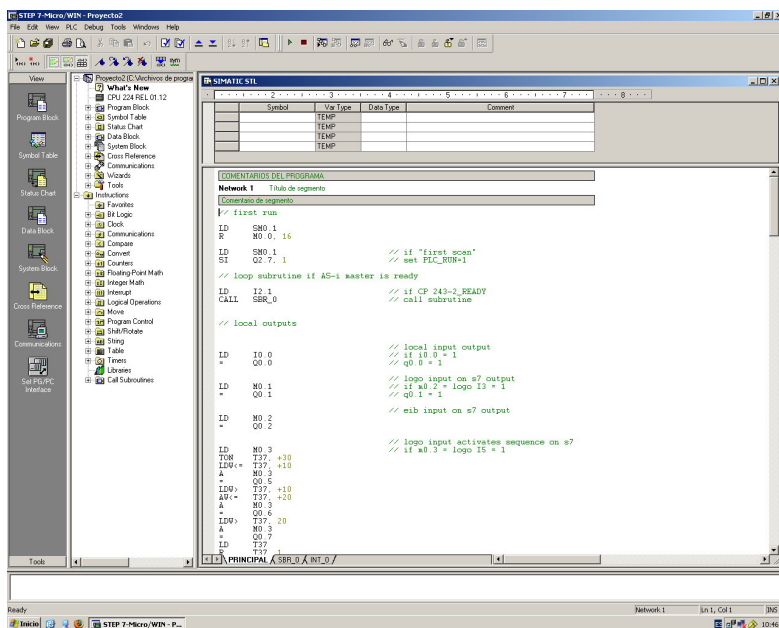 STEP 7-Micro/WIN - Proyecto2
File Edit View PLC Debug Tools Windows Help
View
Program Block
Symbol Table
Status Chart
Data Block
System Block
Cross Reference
Communications
Set PG/PC Interface
Tools
Proyecto2 (C:\Archivos de progra
What's New
CPU 224 REL 01.12
Program Block
Symbol Table
Status Chart
Data Block
System Block
Cross Reference
Communications
Wizards
Tools
Instructions
Favorites
Bit Logic
Clock
Communications
Compare
Convert
Counters
Floating-Point Math
Integer Math
Interrupt
Logical Operations
Move
Program Control
Shift/Rotate
String
Table
Timers
Libraries
Call Subroutines
SIMATIC STL
2 3 4 5 6 7 8
Symbol Var Type Data Type Comment
TEMP
TEMP
TEMP
TEMP
COMENTARIOS DEL PROGRAMA
Network 1 Título de segmento
Comentario de segmento
// first run
LD SM0.1
R M0.0, 16
LD SM0.1 // if "first scan"
SI Q2.7, 1 // set PLC_RUN=1
// loop subrutine if AS-i master is ready
LD I2.1 // if CP 243-2_READY
CALL SBR_0 // call subrutine
// local outputs
// local input output
LD I0.0 // if i0.0 = 1
= Q0.0 // q0.0 = 1
// logo input on s7 output
LD M0.1 // if m0.2 = logo I3 = 1
= Q0.1 // q0.1 = 1
// eib input on s7 output
LD M0.2
= Q0.2
// logo input activates sequence on s7
LD M0.3 // if m0.3 = logo I5 = 1
TON T37, +30
LDW<= T37, +10
A M0.3
= Q0.5
LDW> T37, +10
AW<= T37, +20
A M0.3
= Q0.6
LDW> T37, 20
A M0.3
= Q0.7
LD T37
R T37, 1
PRINCIPAL SBR_0 INT_0
Ready Network 1 Ln 1, Col 1 INS
Inicio STEP 7-Micro/WIN - P... 10:46